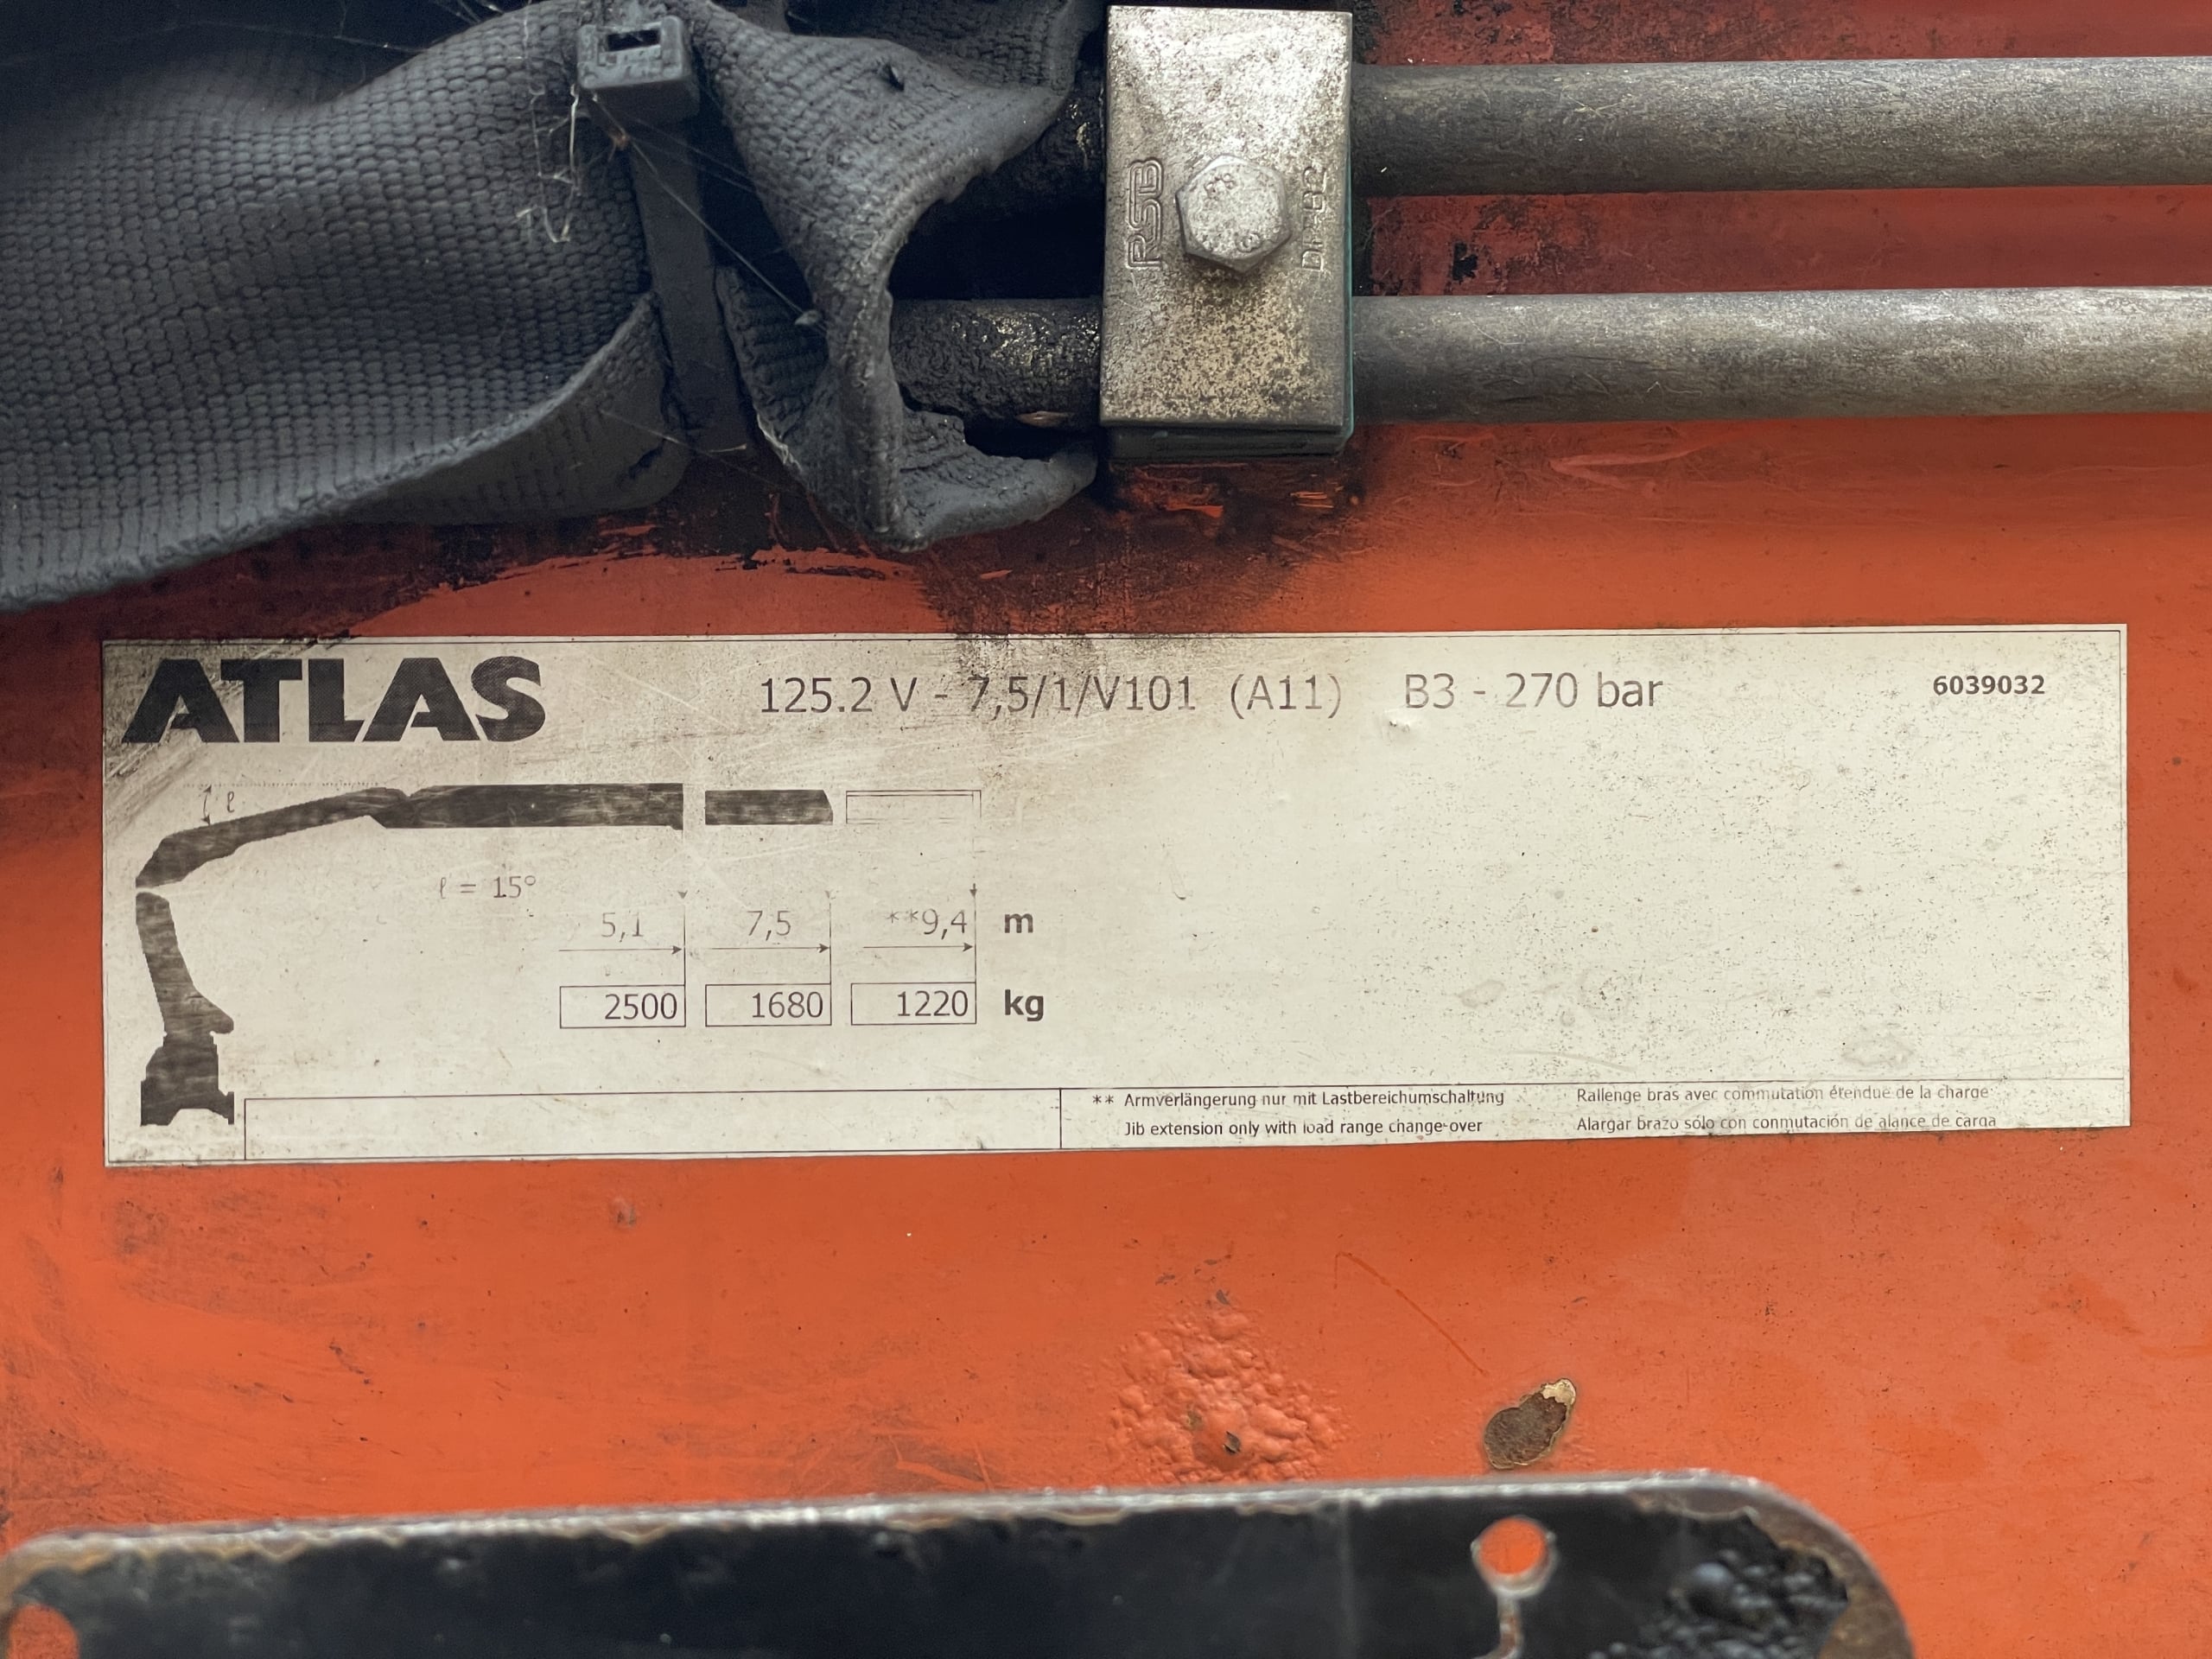 RSB
ATLAS
125.2 V - 7,5/1/V101 (A11) B3 - 270 bar
6039032
ℓ
ℓ = 15°
5,1 7,5 **9,4 m
2500 1680 1220 kg
** Armverlängerung nur mit Lastbereichumschaltung
Jib extension only with load range change-over
Rallenge bras avec commutation étendue de la charge
Alargar brazo sólo con conmutación de alance de carga